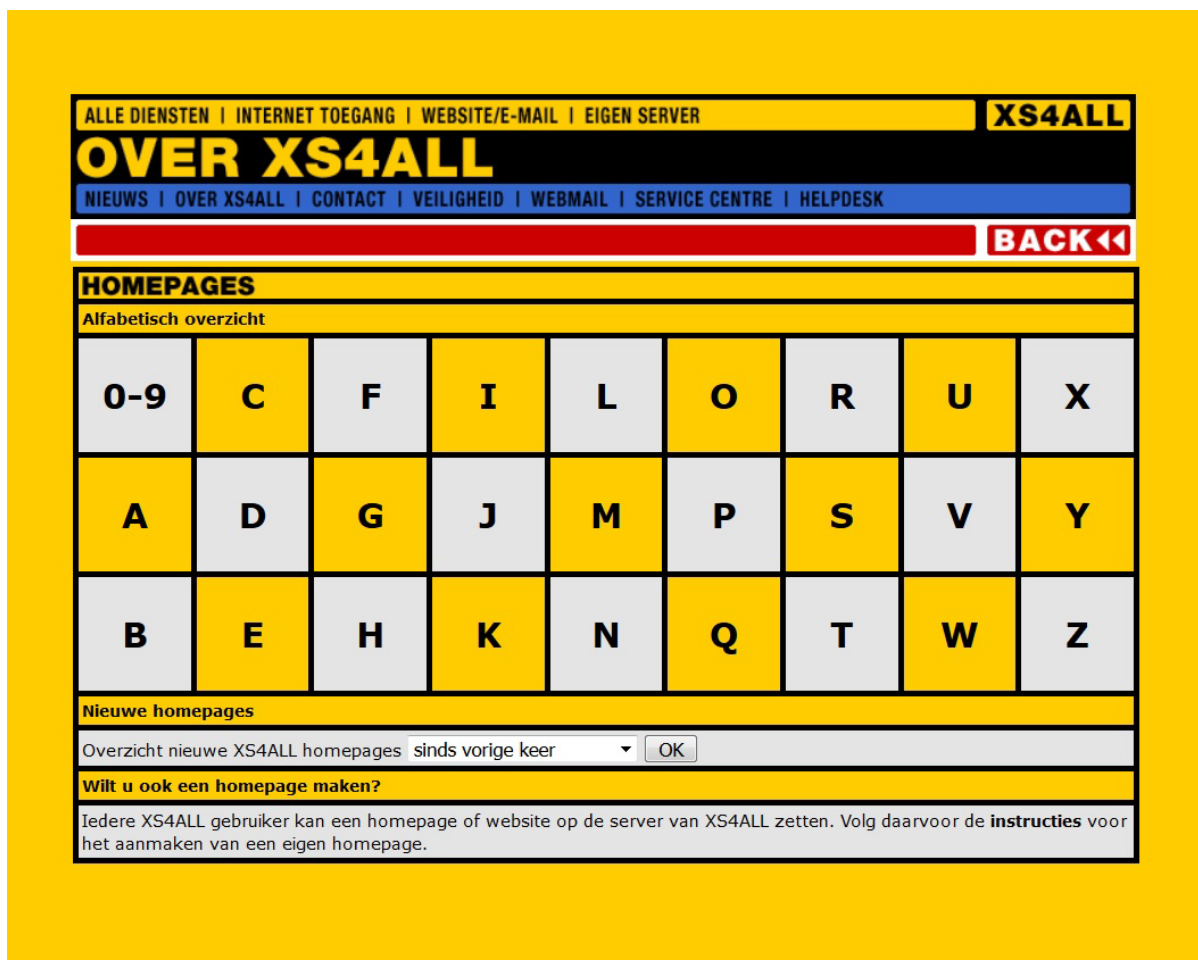 ALLE DIENSTEN | INTERNET TOEGANG | WEBSITE/E-MAIL | EIGEN SERVER
XS4ALL
OVER XS4ALL
NIEUWS | OVER XS4ALL | CONTACT | VEILIGHEID | WEBMAIL | SERVICE CENTRE | HELPDESK
BACK
HOMEPAGES
Alfabetisch overzicht
0-9 C F I L O R U X
A D G J M P S V Y
B E H K N Q T W Z
Nieuwe homepages
Overzicht nieuwe XS4ALL homepages sinds vorige keer OK
Wilt u ook een homepage maken?
Iedere XS4ALL gebruiker kan een homepage of website op de server van XS4ALL zetten. Volg daarvoor de instructies voor
het aanmaken van een eigen homepage.